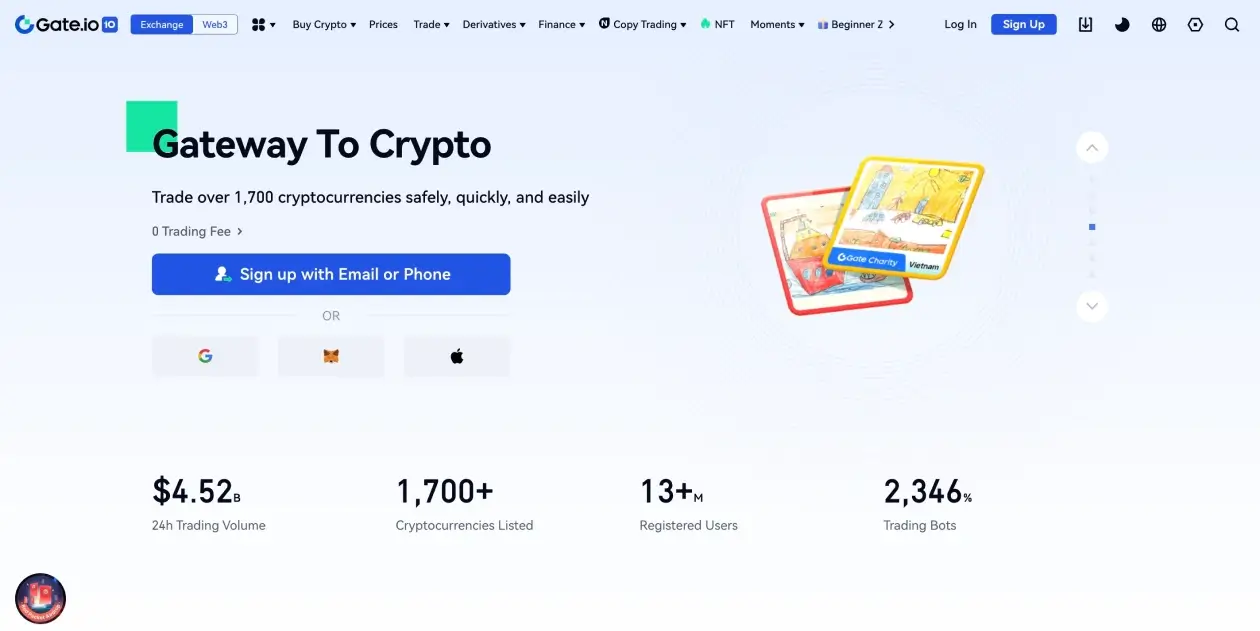 Gate.io 10 Exchange Web3 Buy Crypto Prices Trade Derivatives Finance Copy Trading NFT Moments Beginner Z Log In Sign Up
Gateway To Crypto
Trade over 1,700 cryptocurrencies safely, quickly, and easily
0 Trading Fee
Sign up with Email or Phone
OR
Gate Charity Vietnam
$4.52B 1,700+ 13+M 2,346%
24h Trading Volume Cryptocurrencies Listed Registered Users Trading Bots